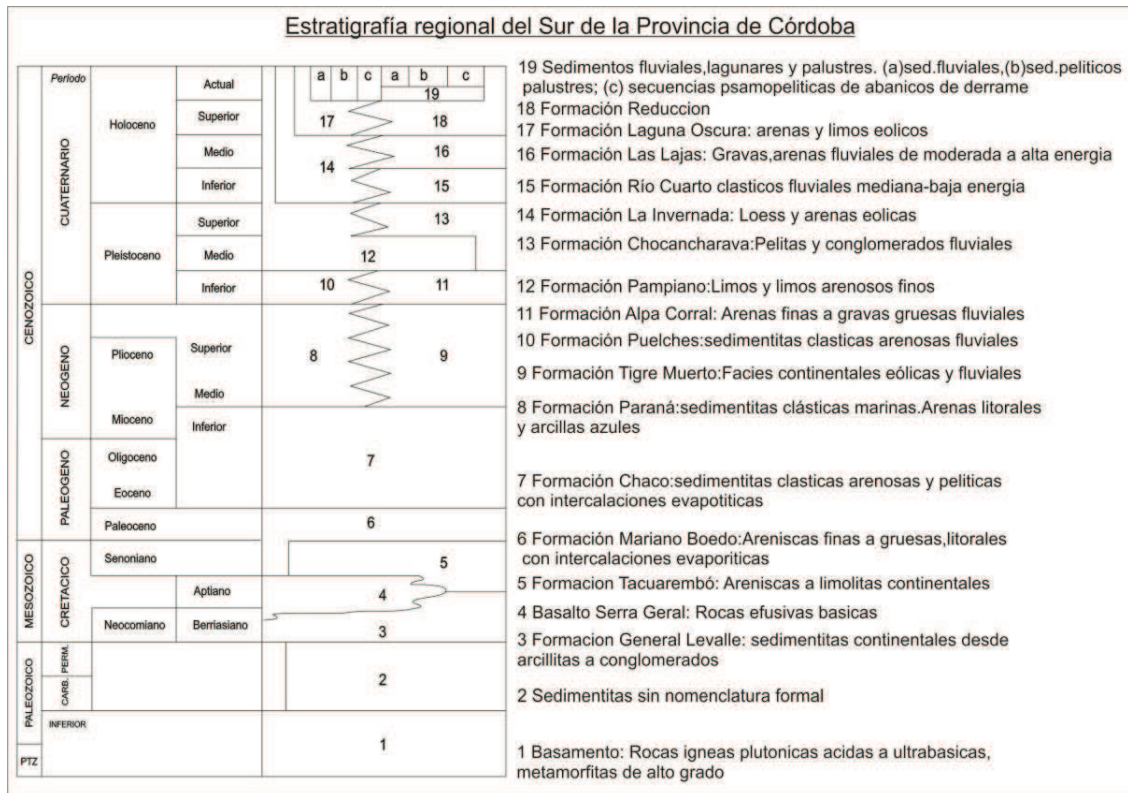 Estratigrafía regional del Sur de la Provincia de Córdoba
Período
Actual
a b c a b c
19
CUATERNARIO
Holoceno
Superior
17
18
Medio
14
16
Inferior
15
Pleistoceno
Superior
13
Medio
12
Inferior
10
11
CENOZOICO
NEOGENO
Plioceno
Superior
8
9
Medio
Mioceno
Inferior
PALEOGENO
Oligoceno
7
Eoceno
Paleoceno
6
MESOZOICO
CRETACICO
Senoniano
5
Aptiano
4
Neocomiano
Berriasiano
3
PALEOZOICO
PERM.
CARB.
2
INFERIOR
1
PTZ
19 Sedimentos fluviales,lagunares y palustres. (a)sed.fluviales,(b)sed.peliticos
palustres; (c) secuencias psamopeliticas de abanicos de derrame
18 Formación Reduccion
17 Formación Laguna Oscura: arenas y limos eolicos
16 Formación Las Lajas: Gravas,arenas fluviales de moderada a alta energia
15 Formación Río Cuarto clasticos fluviales mediana-baja energia
14 Formación La Invernada: Loess y arenas eolicas
13 Formación Chocancharava:Pelitas y conglomerados fluviales
12 Formación Pampiano:Limos y limos arenosos finos
11 Formación Alpa Corral: Arenas finas a gravas gruesas fluviales
10 Formación Puelches:sedimentitas clasticas arenosas fluviales
9 Formación Tigre Muerto:Facies continentales eólicas y fluviales
8 Formación Paraná:sedimentitas clásticas marinas.Arenas litorales
y arcillas azules
7 Formación Chaco:sedimentitas clasticas arenosas y peliticas
con intercalaciones evapotiticas
6 Formación Mariano Boedo:Areniscas finas a gruesas,litorales
con intercalaciones evaporiticas
5 Formacion Tacuarembó: Areniscas a limolitas continentales
4 Basalto Serra Geral: Rocas efusivas basicas
3 Formacion General Levalle: sedimentitas continentales desde
arcillitas a conglomerados
2 Sedimentitas sin nomenclatura formal
1 Basamento: Rocas igneas plutonicas acidas a ultrabasicas,
metamorfitas de alto grado